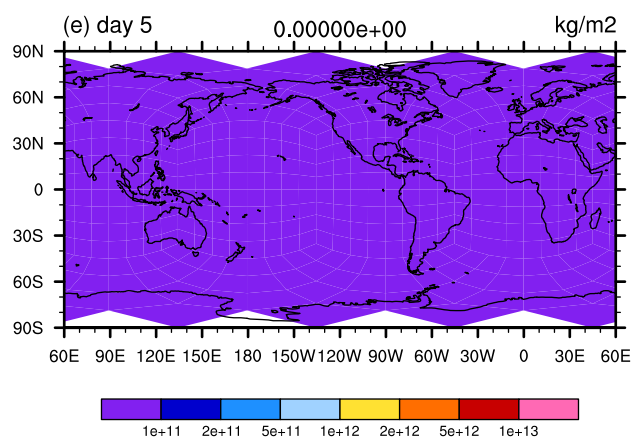 (e) day 5 0.00000e+00 kg/m2
90N
60N
30N
0
30S
60S
90S
60E 90E 120E 150E 180 150W 120W 90W 60W 30W 0 30E 60E
1e+11 2e+11 5e+11 1e+12 2e+12 5e+12 1e+13